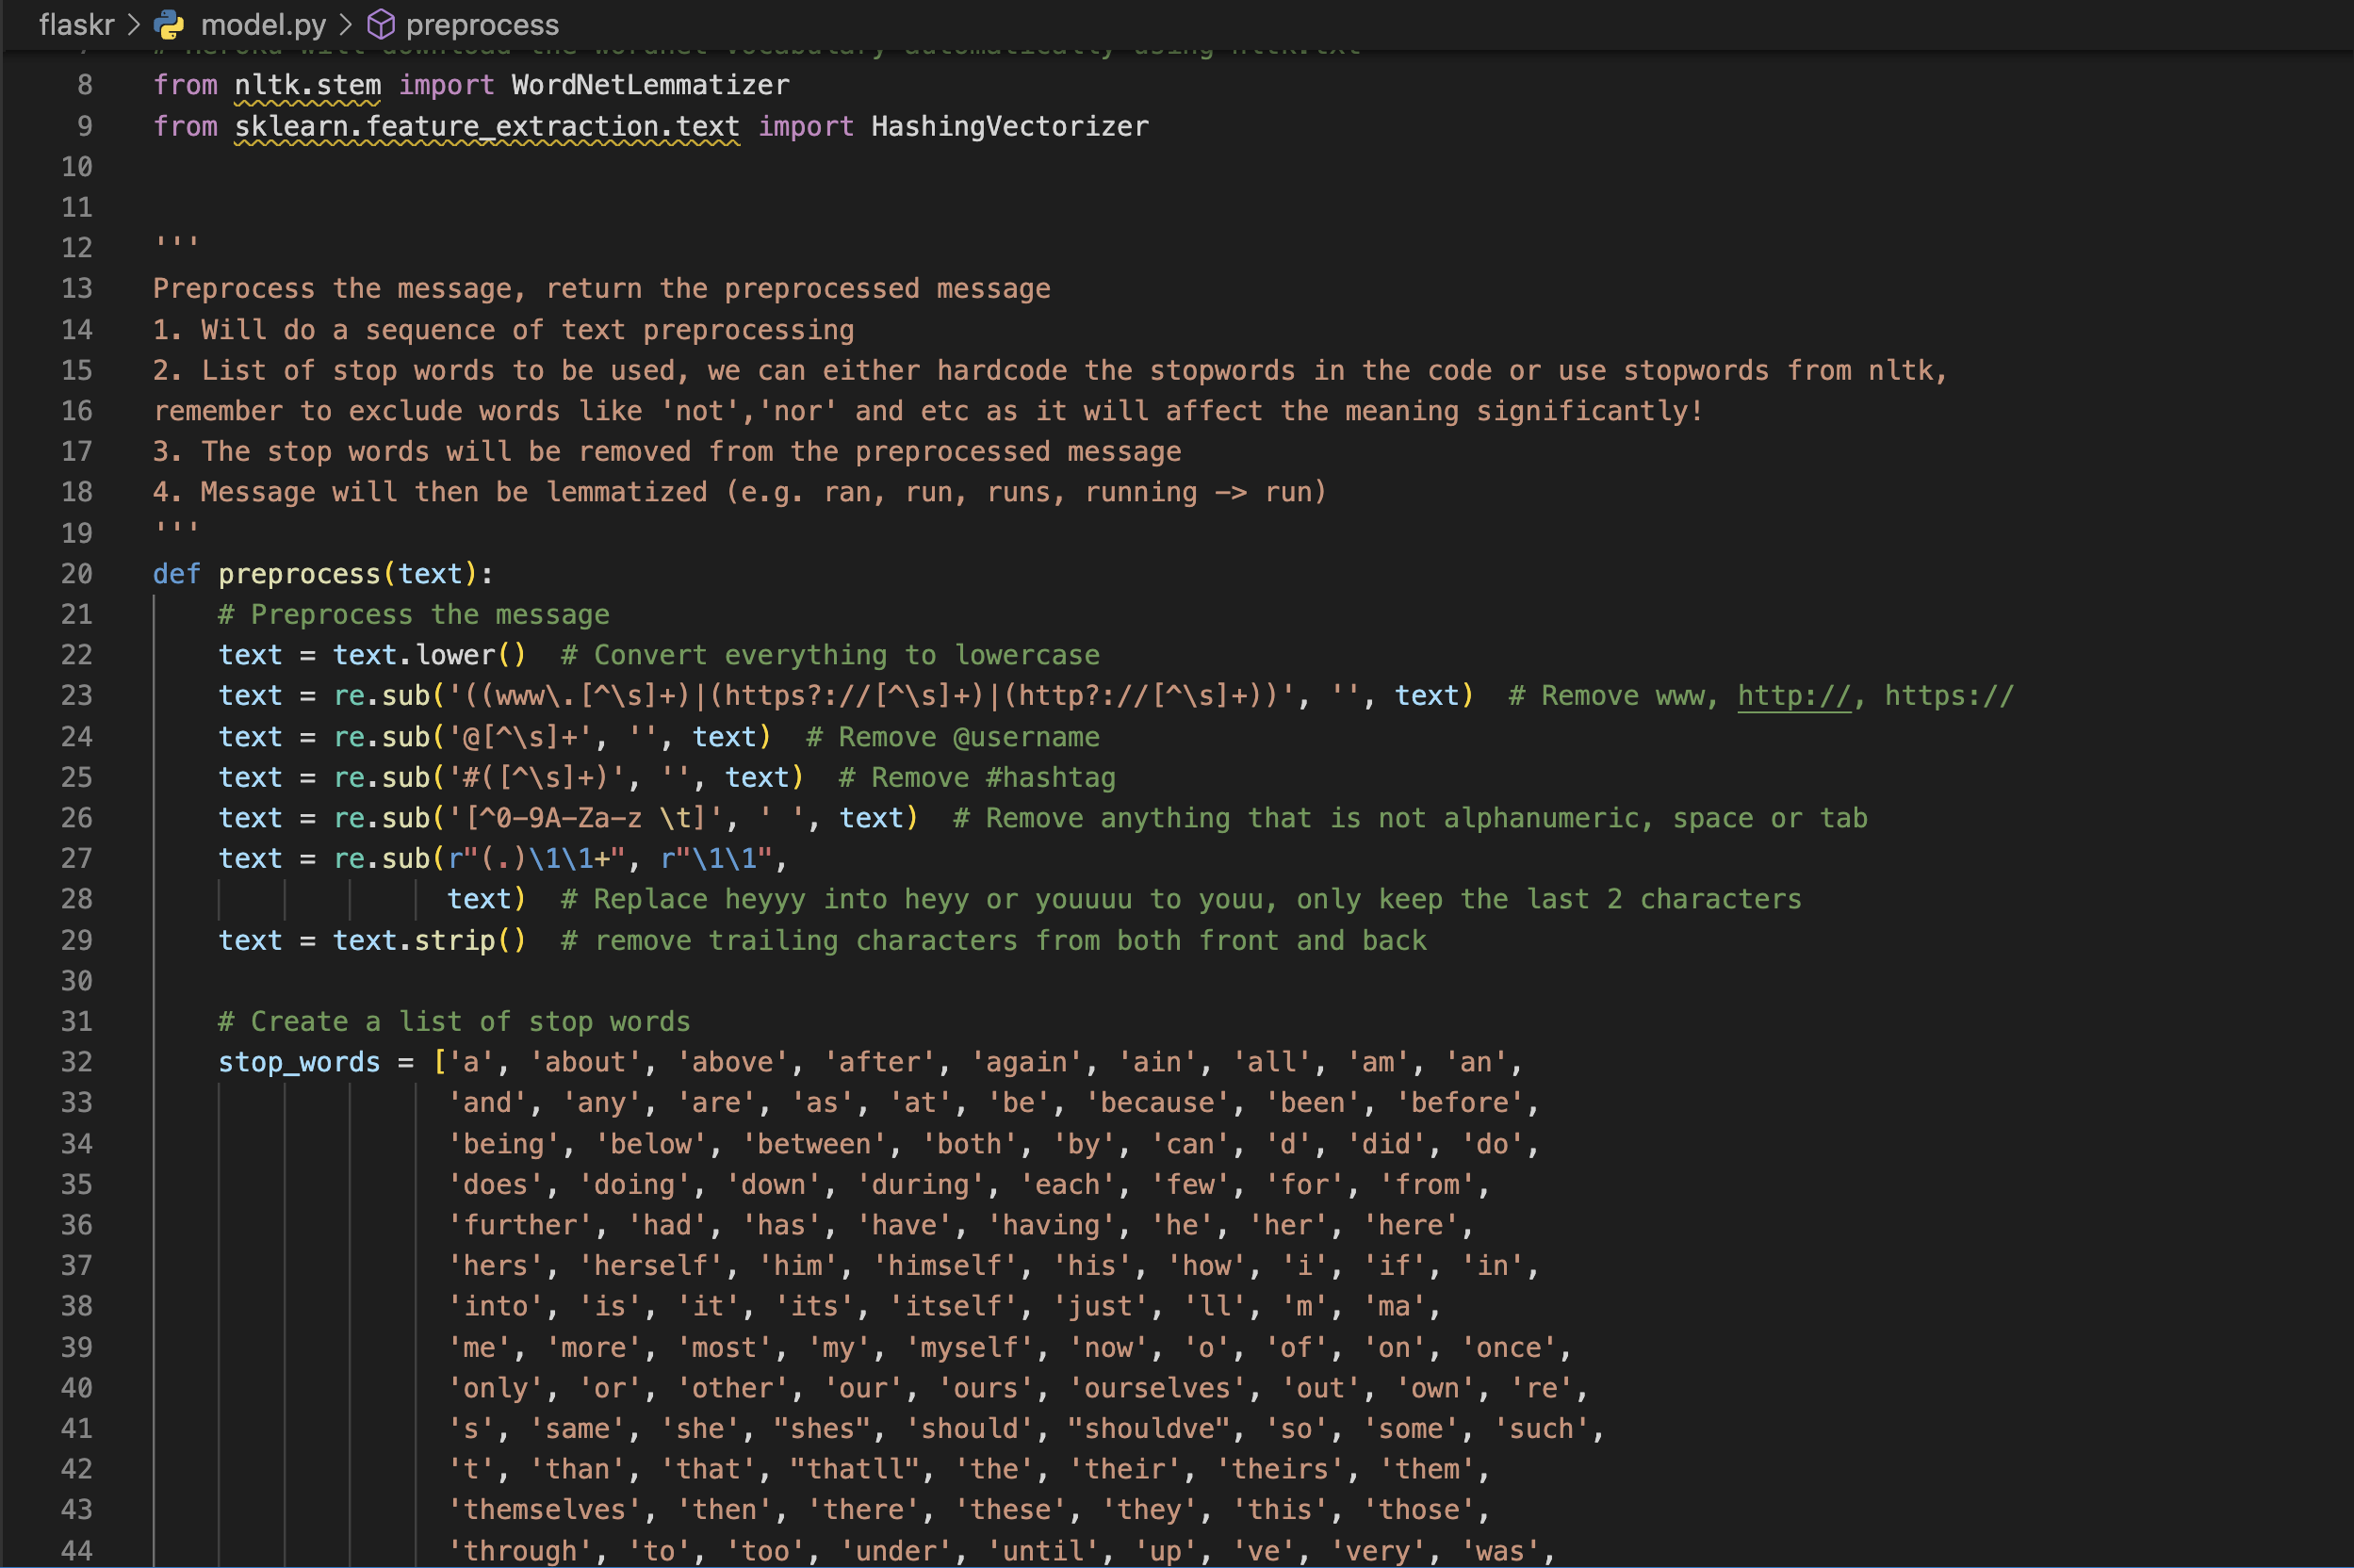 flaskr > model.py > preprocess
7 # Heroku will download the wordnet vocabulary automatically using nltk.txt
8 from nltk.stem import WordNetLemmatizer
9 from sklearn.feature_extraction.text import HashingVectorizer
10
11
12 '''
13 Preprocess the message, return the preprocessed message
14 1. Will do a sequence of text preprocessing
15 2. List of stop words to be used, we can either hardcode the stopwords in the code or use stopwords from nltk,
16 remember to exclude words like 'not','nor' and etc as it will affect the meaning significantly!
17 3. The stop words will be removed from the preprocessed message
18 4. Message will then be lemmatized (e.g. ran, run, runs, running -> run)
19 '''
20 def preprocess(text):
21     # Preprocess the message
22     text = text.lower()  # Convert everything to lowercase
23     text = re.sub('((www\.[^\s]+)|(https?://[^\s]+)|(http?://[^\s]+))', '', text)  # Remove www, http://, https://
24     text = re.sub('@[^\s]+', '', text)  # Remove @username
25     text = re.sub('#([^\s]+)', '', text)  # Remove #hashtag
26     text = re.sub('[^0-9A-Za-z \t]', ' ', text)  # Remove anything that is not alphanumeric, space or tab
27     text = re.sub(r"(.)\1\1+", r"\1\1",
28                   text)  # Replace heyyy into heyy or youuuu to youu, only keep the last 2 characters
29     text = text.strip()  # remove trailing characters from both front and back
30
31     # Create a list of stop words
32     stop_words = ['a', 'about', 'above', 'after', 'again', 'ain', 'all', 'am', 'an',
33                   'and', 'any', 'are', 'as', 'at', 'be', 'because', 'been', 'before',
34                   'being', 'below', 'between', 'both', 'by', 'can', 'd', 'did', 'do',
35                   'does', 'doing', 'down', 'during', 'each', 'few', 'for', 'from',
36                   'further', 'had', 'has', 'have', 'having', 'he', 'her', 'here',
37                   'hers', 'herself', 'him', 'himself', 'his', 'how', 'i', 'if', 'in',
38                   'into', 'is', 'it', 'its', 'itself', 'just', 'll', 'm', 'ma',
39                   'me', 'more', 'most', 'my', 'myself', 'now', 'o', 'of', 'on', 'once',
40                   'only', 'or', 'other', 'our', 'ours', 'ourselves', 'out', 'own', 're',
41                   's', 'same', 'she', "shes", 'should', "shouldve", 'so', 'some', 'such',
42                   't', 'than', 'that', "thatll", 'the', 'their', 'theirs', 'them',
43                   'themselves', 'then', 'there', 'these', 'they', 'this', 'those',
44                   'through', 'to', 'too', 'under', 'until', 'up', 've', 'very', 'was',